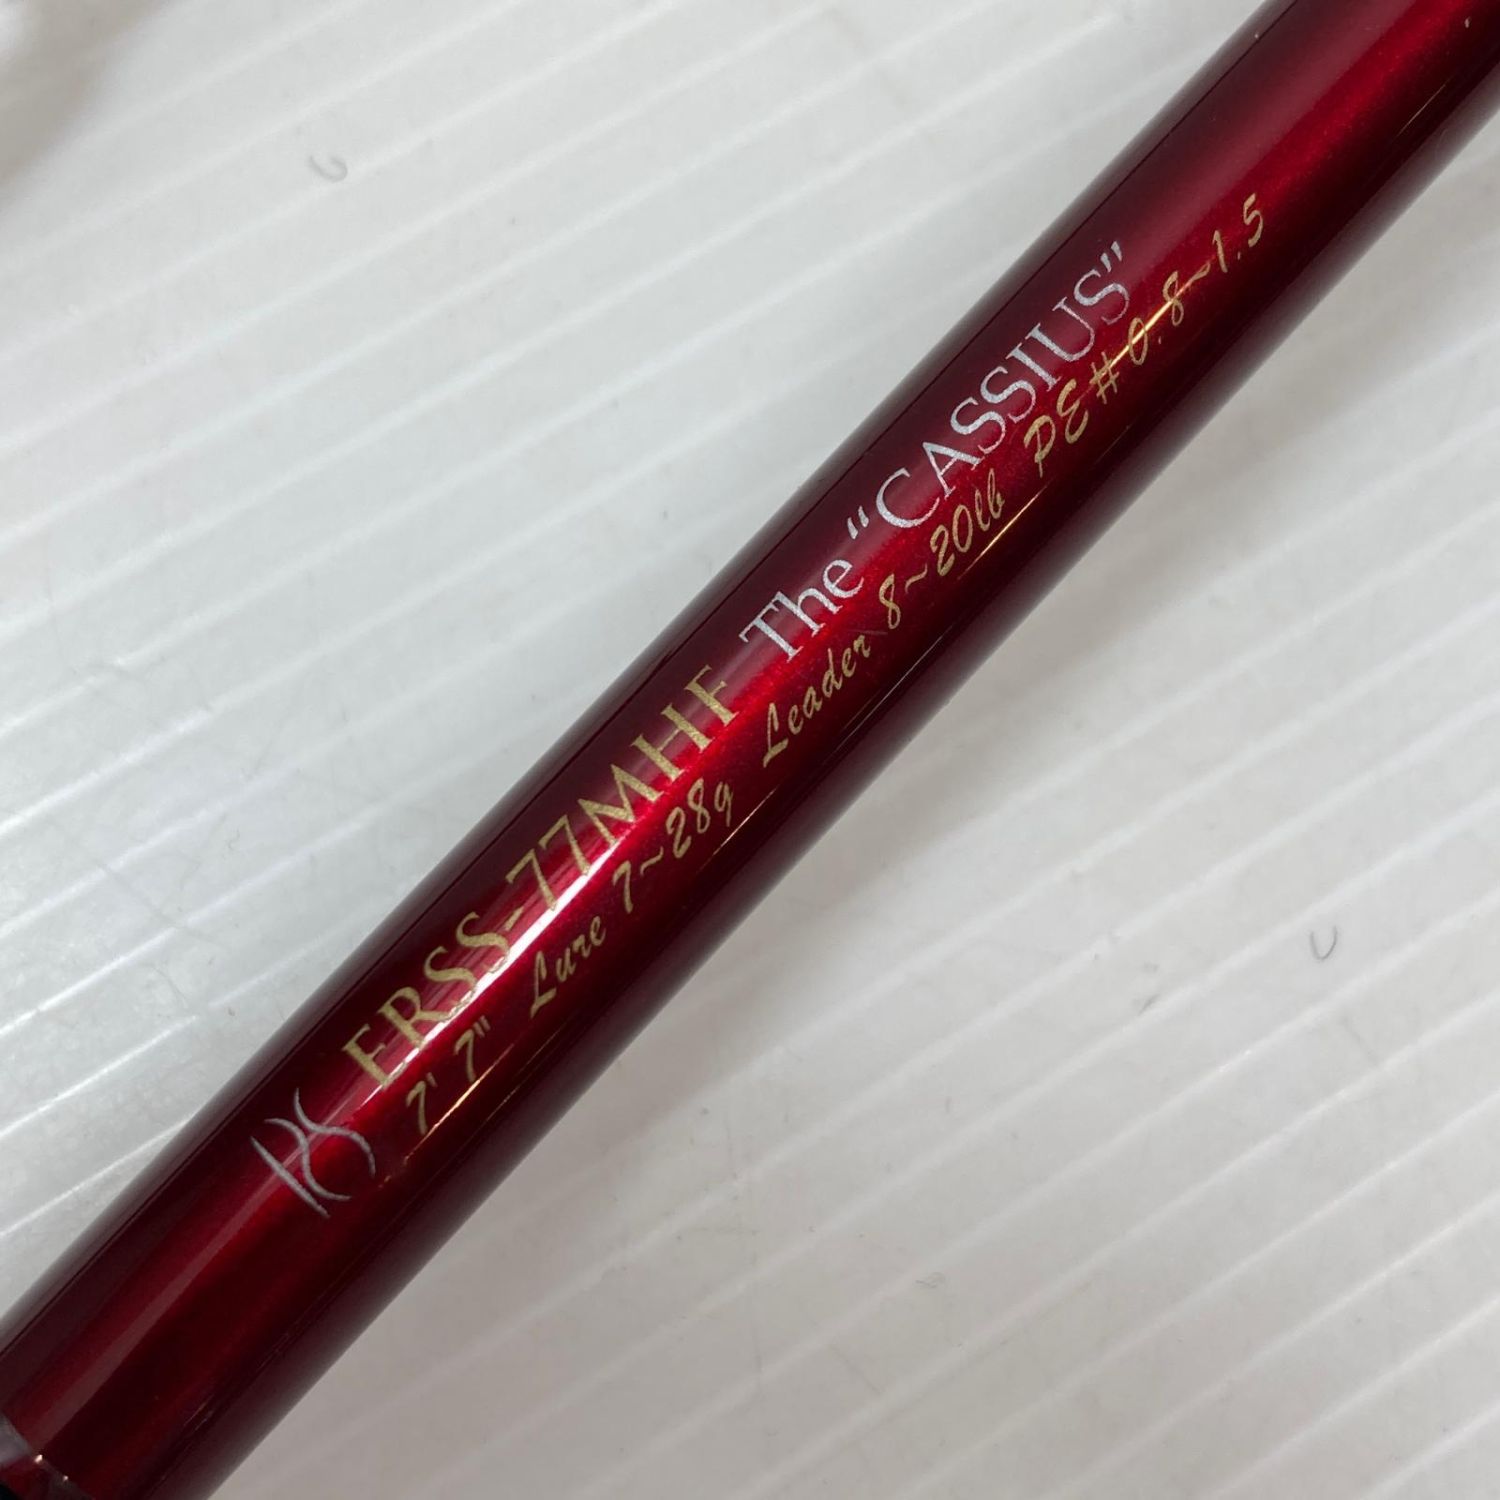 ERSS-77MHF The "CASSIUS"
7' 7" Lure 7~28g Leader 8~20lb PE#0.8~1.5